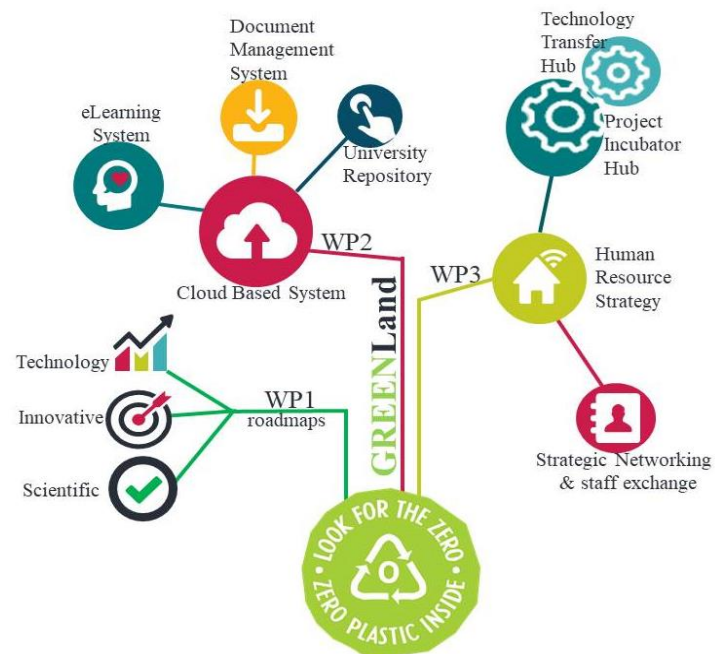 Document
Management
System
eLearning
System
University
Repository
Cloud Based System
WP2
Technology
Transfer
Hub
Project
Incubator
Hub
WP3
Human
Resource
Strategy
Strategic Networking
& staff exchange
Technology
Innovative
Scientific
WP1
roadmaps
GREENLand
• LOOK FOR THE ZERO •
0
ZERO PLASTIC INSIDE